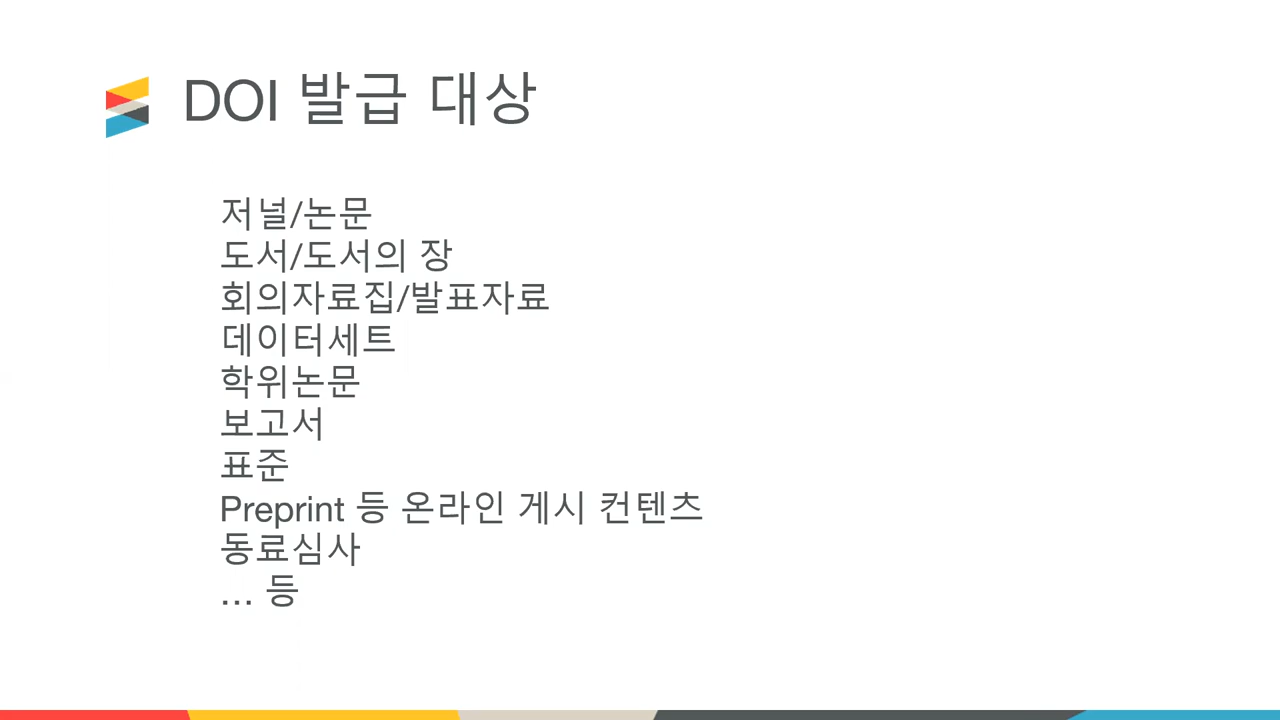 DOI 발급 대상
저널/논문
도서/도서의 장
회의자료집/발표자료
데이터세트
학위논문
보고서
표준
Preprint 등 온라인 게시 컨텐츠
동료심사
... 등